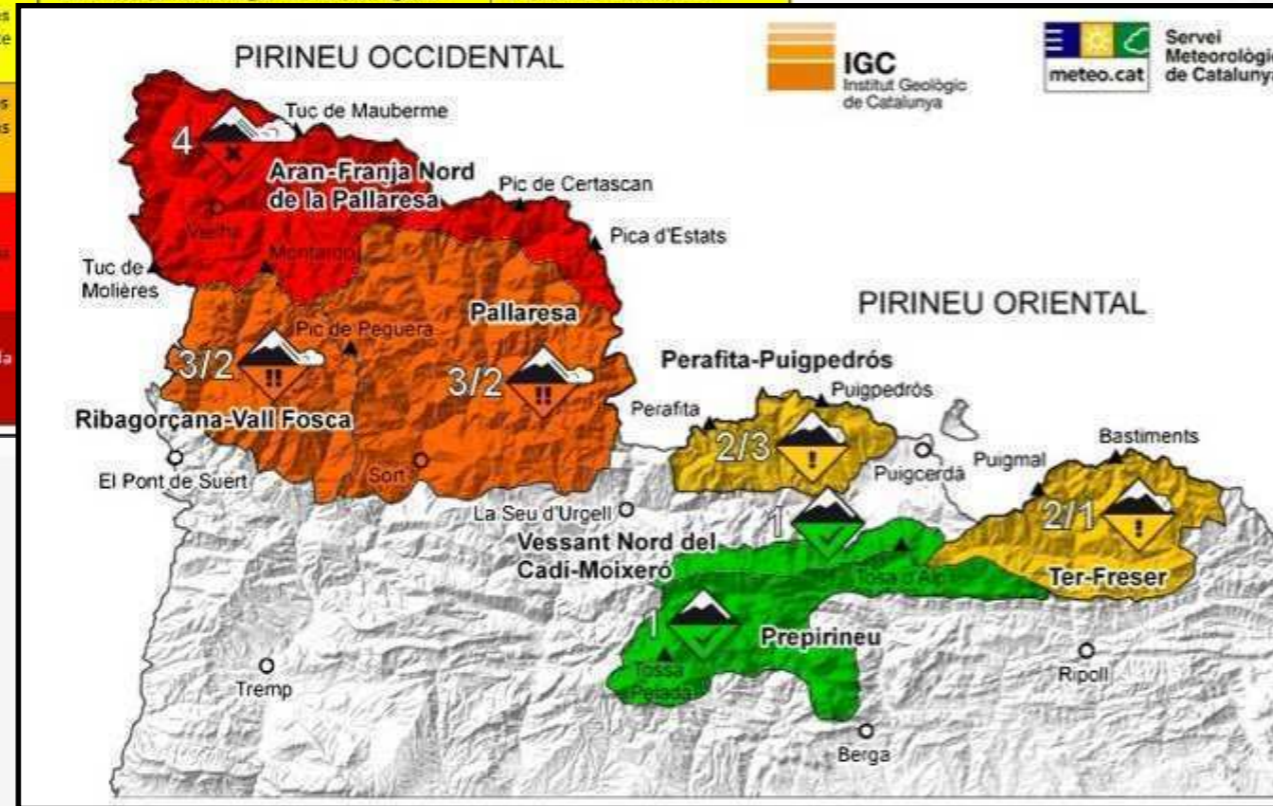 PIRINEU OCCIDENTAL
IGC
Institut Geològic
de Catalunya
meteo.cat
Servei
Meteorològic
de Catalunya
4
Tuc de Mauberme
Aran-Franja Nord
de la Pallaresa
Pic de Certascan
Vielha
Pica d'Estats
Montardo
Tuc de
Molières
PIRINEU ORIENTAL
Pallaresa
Pic de Peguera
3/2
3/2
Perafita-Puigpedrós
Puigpedrós
Perafita
Ribagorçana-Vall Fosca
2/3
Bastiments
Puigcerdà
Puigmal
El Pont de Suert
Sort
La Seu d'Urgell
1
2/1
Vessant Nord del
Cadí-Moixeró
Tosa d'Alp
Ter-Freser
1
Prepirineu
Tossa
Pelada
Tremp
Ripoll
Berga